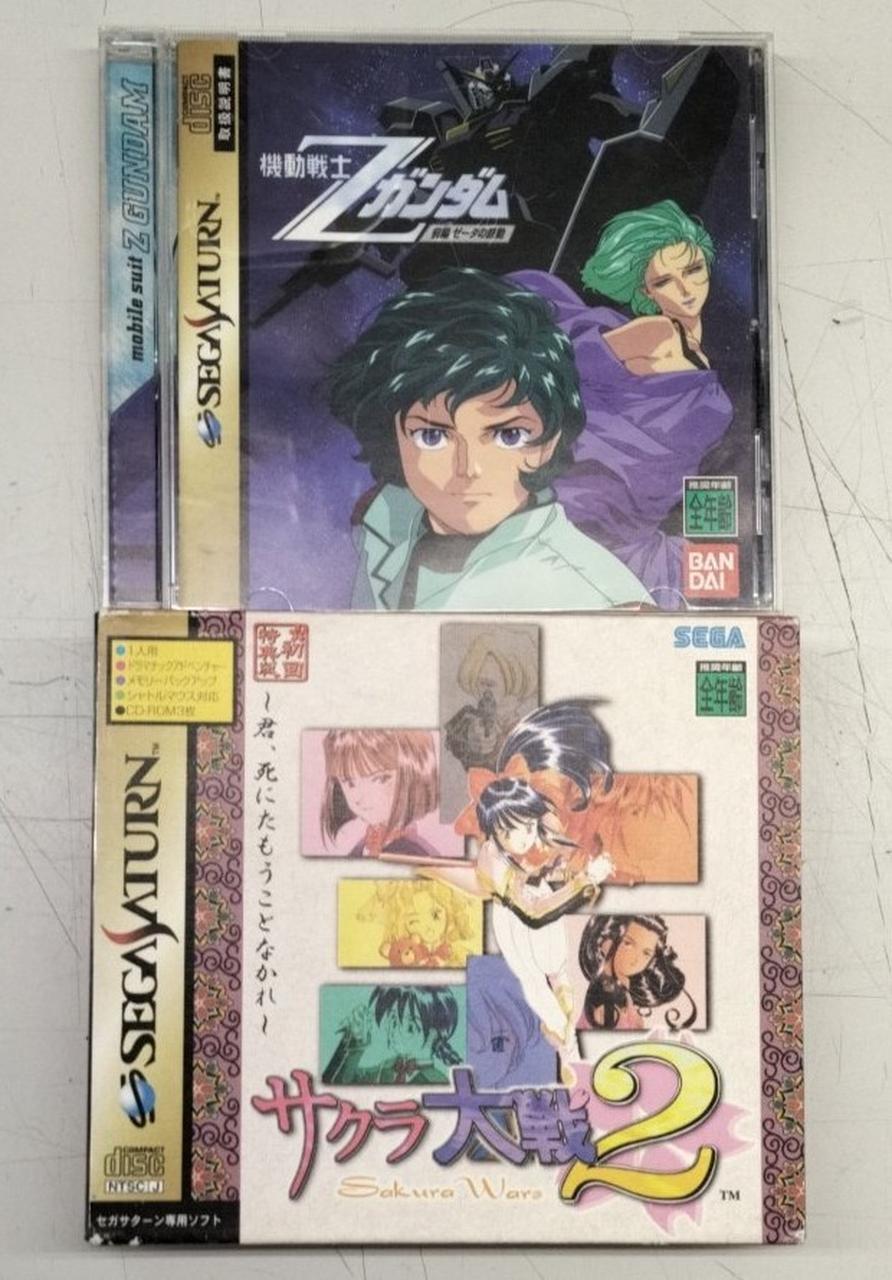 mobile suit Z GUNDAM
COMPACT
disc
取扱説明書
SEGA SATURN™
機動戦士
Zガンダム
前編 ゼータの鼓動
推奨年齢
全年齢
BAN
DAI
・1人用
・ドラマチックアドベンチャー
・メモリーバックアップ
・シャトルマウス対応
・CD-ROM3枚
SEGA SATURN™
COMPACT
disc
NTSC J
セガサターン専用ソフト
SEGA
推奨年齢
全年齢
～君、死にたもうことなかれ～
サクラ大戦2
Sakura Wars
TM